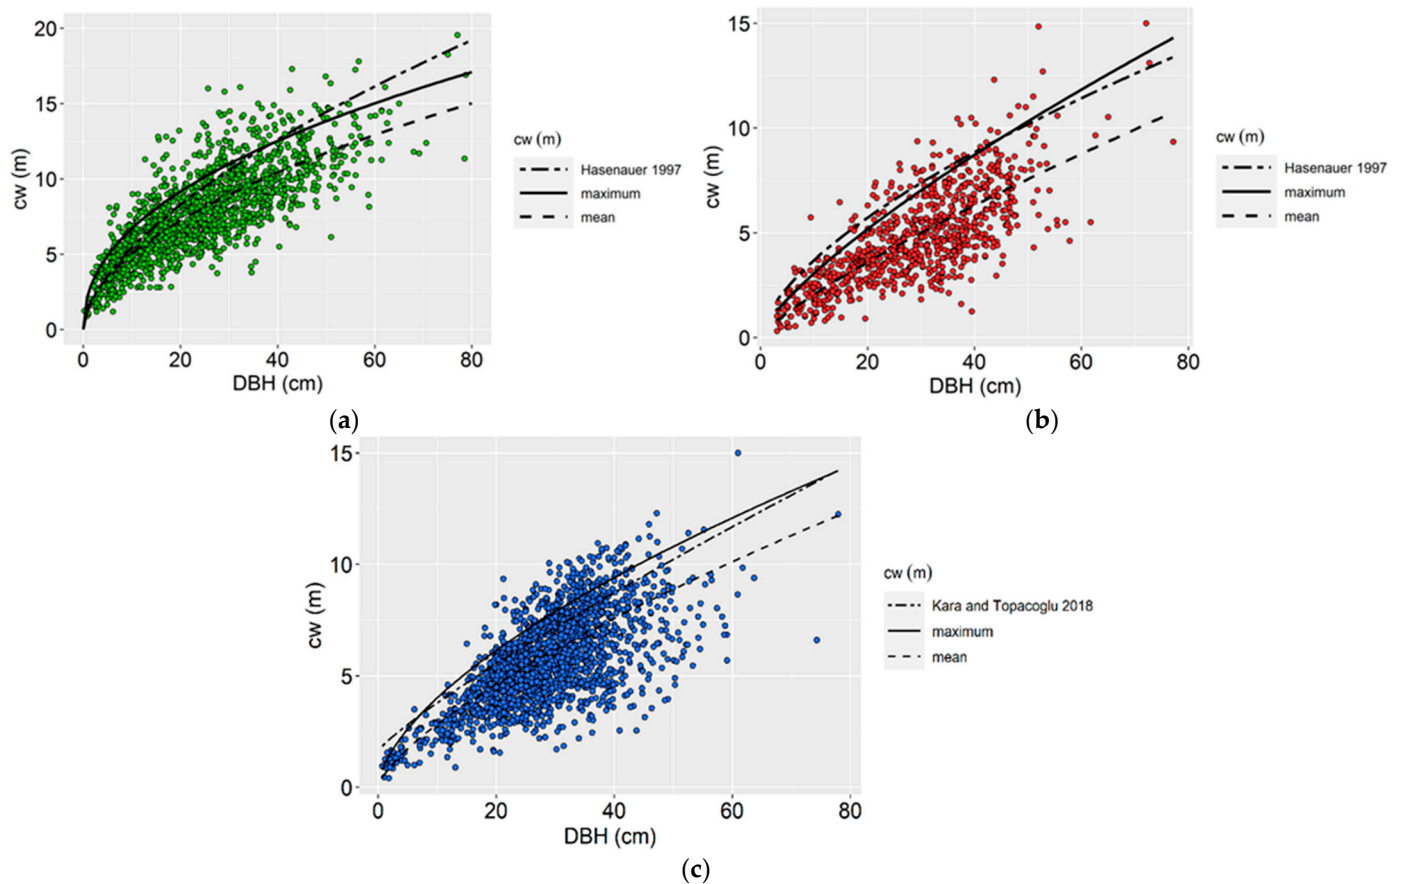 20
15
10
5
0
cw (m)
0 20 40 60 80
DBH (cm)
cw (m)
Hasenauer 1997
maximum
mean
(a)
15
10
5
0
cw (m)
0 20 40 60 80
DBH (cm)
cw (m)
Hasenauer 1997
maximum
mean
(b)
15
10
5
0
cw (m)
0 20 40 60 80
DBH (cm)
cw (m)
Kara and Topacoglu 2018
maximum
mean
(c)